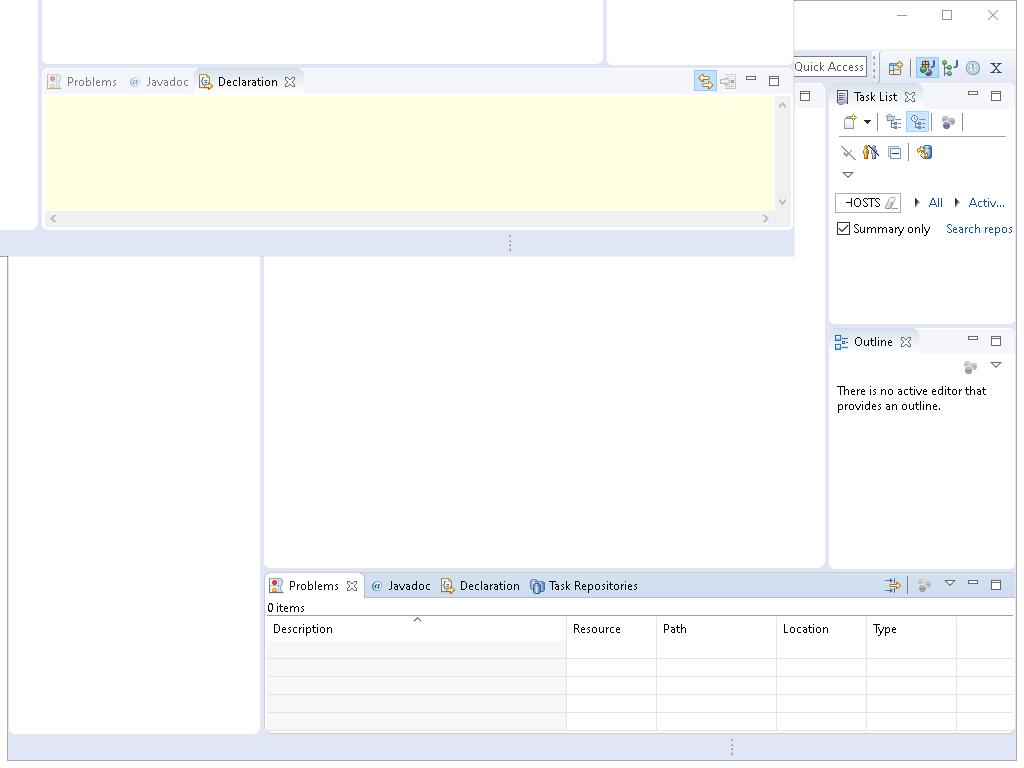 Problems @ Javadoc Declaration
Quick Access
Task List
HOSTS All Activ...
Summary only Search repos
Outline
There is no active editor that
provides an outline.
Problems @ Javadoc Declaration Task Repositories
0 items
Description Resource Path Location Type